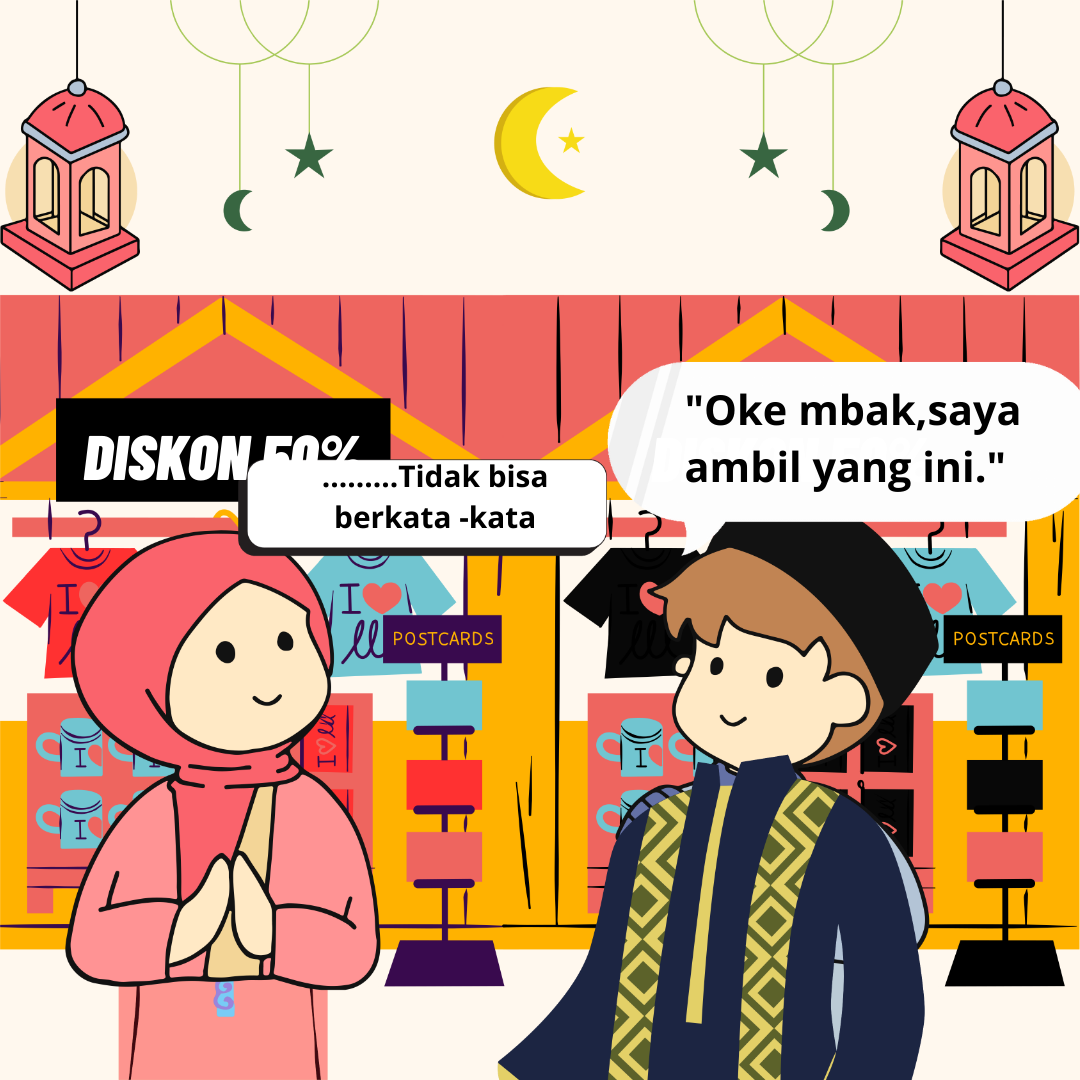 DISKON 50%
"Oke mbak,saya
ambil yang ini."
.........Tidak bisa
berkata -kata
I
I
POSTCARDS
POSTCARDS
I
I
I
I
I